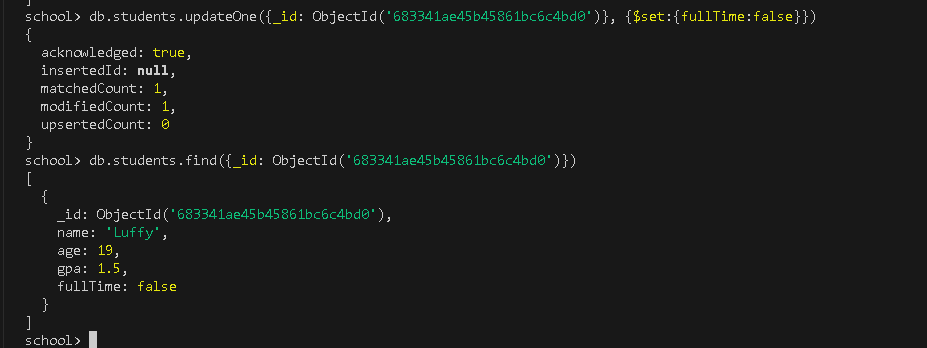 ]
school> db.students.updateOne({_id: ObjectId('683341ae45b45861bc6c4bd0')}, {$set:{fullTime:false}})
{
  acknowledged: true,
  insertedId: null,
  matchedCount: 1,
  modifiedCount: 1,
  upsertedCount: 0
}
school> db.students.find({_id: ObjectId('683341ae45b45861bc6c4bd0')})
[
  {
    _id: ObjectId('683341ae45b45861bc6c4bd0'),
    name: 'Luffy',
    age: 19,
    gpa: 1.5,
    fullTime: false
  }
]
school>